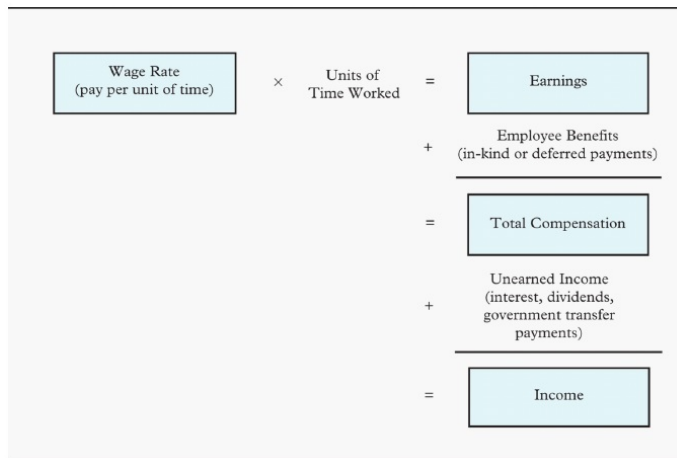 Wage Rate
(pay per unit of time)
×
Units of
Time Worked
=
Earnings
+
Employee Benefits
(in-kind or deferred payments)
=
Total Compensation
+
Unearned Income
(interest, dividends,
government transfer
payments)
=
Income